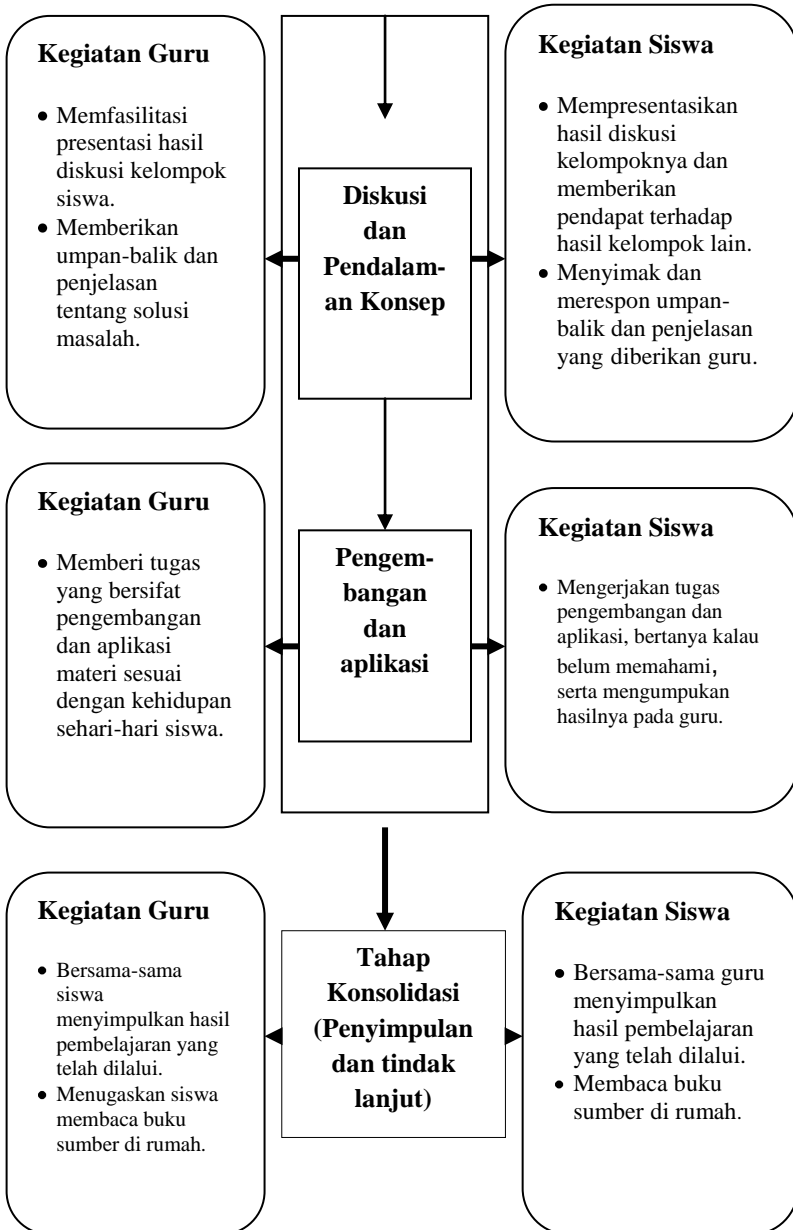 Kegiatan Guru
• Memfasilitasi
presentasi hasil
diskusi kelompok
siswa.
• Memberikan
umpan-balik dan
penjelasan
tentang solusi
masalah.
Diskusi
dan
Pendalam-
an Konsep
Kegiatan Siswa
• Mempresentasikan
hasil diskusi
kelompoknya dan
memberikan
pendapat terhadap
hasil kelompok lain.
• Menyimak dan
merespon umpan-
balik dan penjelasan
yang diberikan guru.
Kegiatan Guru
• Memberi tugas
yang bersifat
pengembangan
dan aplikasi
materi sesuai
dengan kehidupan
sehari-hari siswa.
Pengem-
bangan
dan
aplikasi
Kegiatan Siswa
• Mengerjakan tugas
pengembangan dan
aplikasi, bertanya kalau
belum memahami,
serta mengumpukan
hasilnya pada guru.
Kegiatan Guru
• Bersama-sama
siswa
menyimpulkan hasil
pembelajaran yang
telah dilalui.
• Menugaskan siswa
membaca buku
sumber di rumah.
Tahap
Konsolidasi
(Penyimpulan
dan tindak
lanjut)
Kegiatan Siswa
• Bersama-sama guru
menyimpulkan
hasil pembelajaran
yang telah dilalui.
• Membaca buku
sumber di rumah.